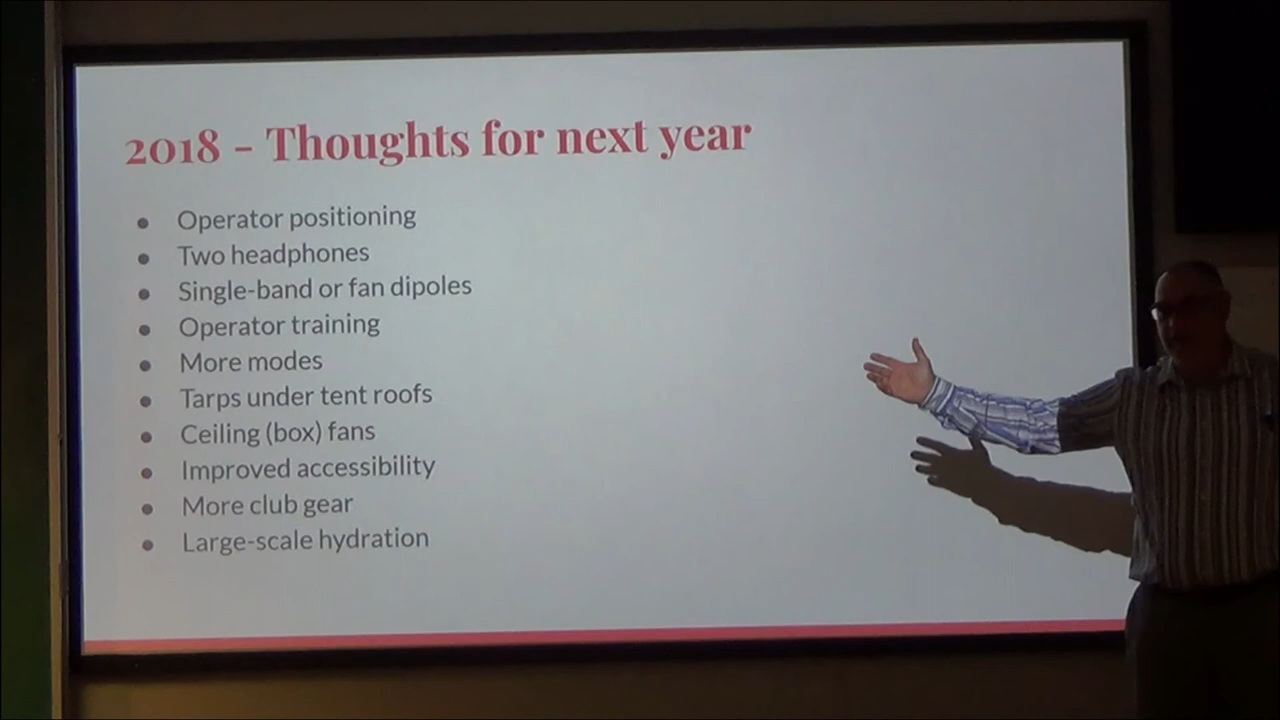 2018 - Thoughts for next year
● Operator positioning
● Two headphones
● Single-band or fan dipoles
● Operator training
● More modes
● Tarps under tent roofs
● Ceiling (box) fans
● Improved accessibility
● More club gear
● Large-scale hydration